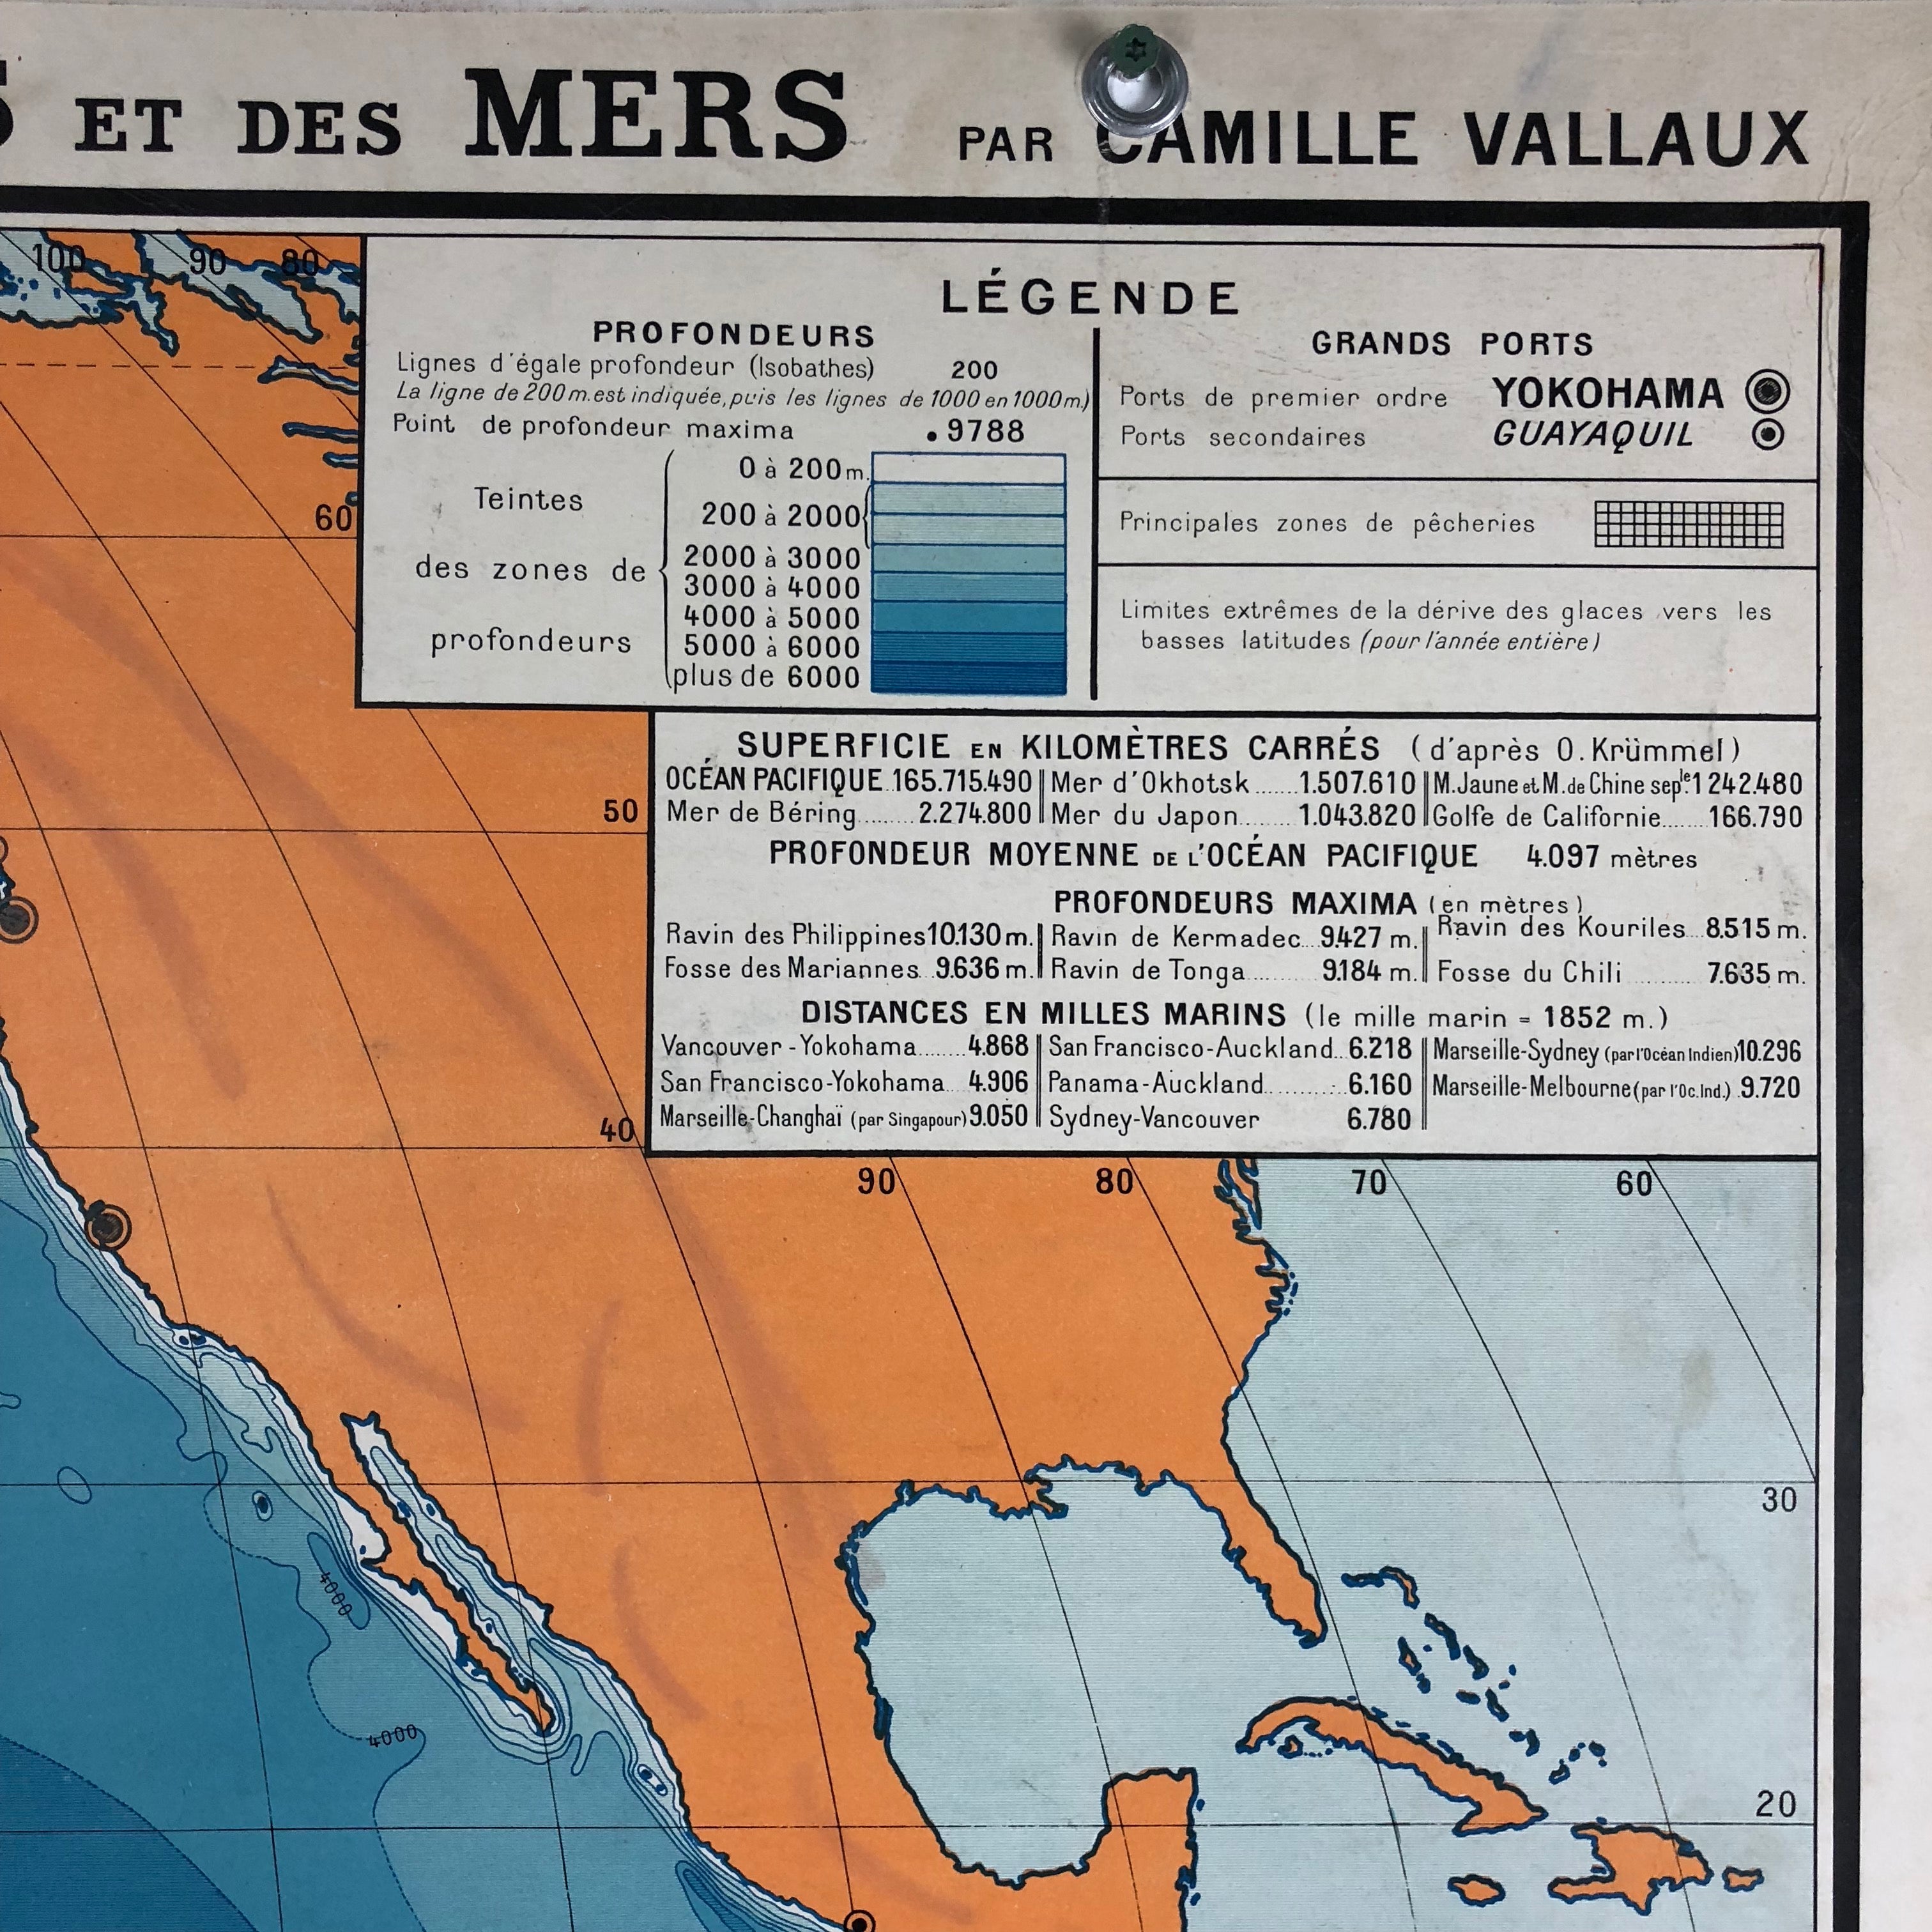 ET DES MERS PAR CAMILLE VALLAUX
LÉGENDE
PROFONDEURS
Lignes d'égale profondeur (Isobathes) 200
La ligne de 200 m. est indiquée, puis les lignes de 1000 en 1000 m.)
Point de profondeur maxima .9788
Teintes des zones de profondeurs
0 à 200 m.
200 à 2000
2000 à 3000
3000 à 4000
4000 à 5000
5000 à 6000
plus de 6000
GRANDS PORTS
Ports de premier ordre YOKOHAMA
Ports secondaires GUAYAQUIL
Principales zones de pêcheries
Limites extrêmes de la dérive des glaces vers les
basses latitudes (pour l'année entière)
SUPERFICIE EN KILOMÈTRES CARRÉS (d'après O. Krümmel)
OCÉAN PACIFIQUE 165.715.490 Mer d'Okhotsk 1.507.610 M. Jaune et M. de Chine sep.le 1 242.480
Mer de Béring 2.274.800 Mer du Japon 1.043.820 Golfe de Californie 166.790
PROFONDEUR MOYENNE DE L'OCÉAN PACIFIQUE 4.097 mètres
PROFONDEURS MAXIMA (en mètres)
Ravin des Philippines 10.130 m. Ravin de Kermadec 9.427 m. Ravin des Kouriles 8.515 m.
Fosse des Mariannes 9.636 m. Ravin de Tonga 9.184 m. Fosse du Chili 7.635 m.
DISTANCES EN MILLES MARINS (le mille marin = 1852 m.)
Vancouver-Yokohama 4.868 San Francisco-Auckland 6.218 Marseille-Sydney (par l'Océan Indien) 10.296
San Francisco-Yokohama 4.906 Panama-Auckland 6.160 Marseille-Melbourne (par l'Oc. Ind.) 9.720
Marseille-Changhaï (par Singapour) 9.050 Sydney-Vancouver 6.780
100 90 80
60
50
40
90 80 70 60
30
4000
4000
20